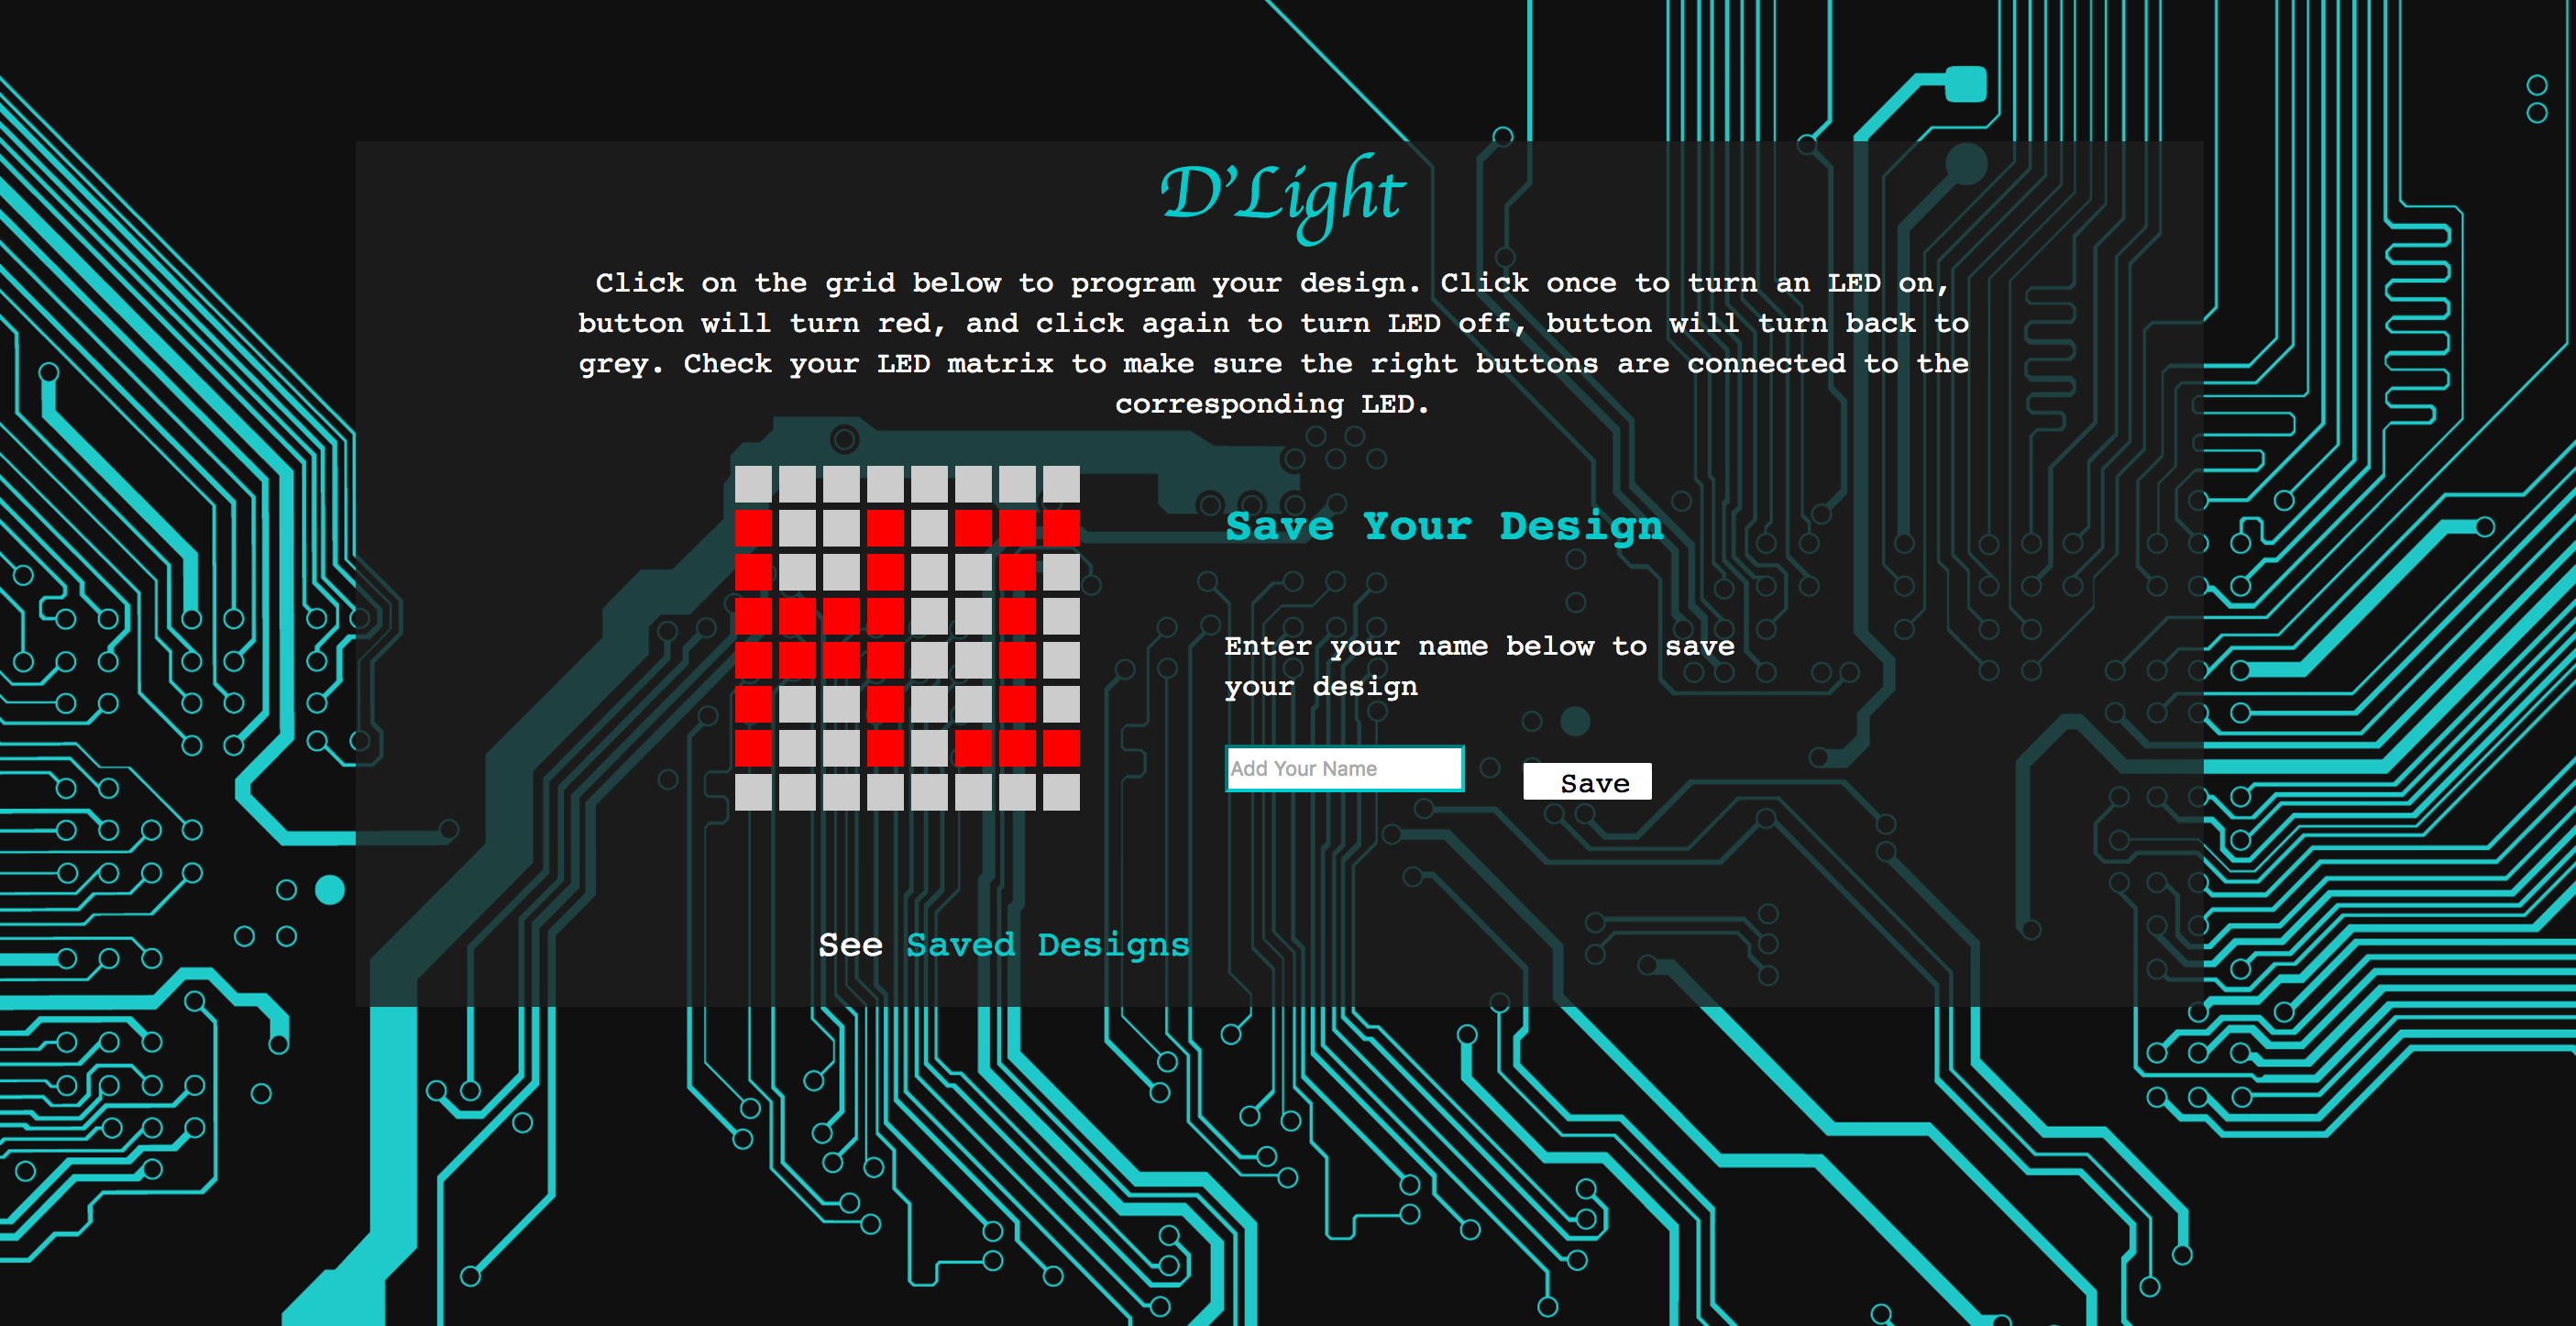 D'Light
Click on the grid below to program your design. Click once to turn an LED on,
button will turn red, and click again to turn LED off, button will turn back to
grey. Check your LED matrix to make sure the right buttons are connected to the
corresponding LED.
HI
Save Your Design
Enter your name below to save
your design
Add Your Name
Save
See Saved Designs